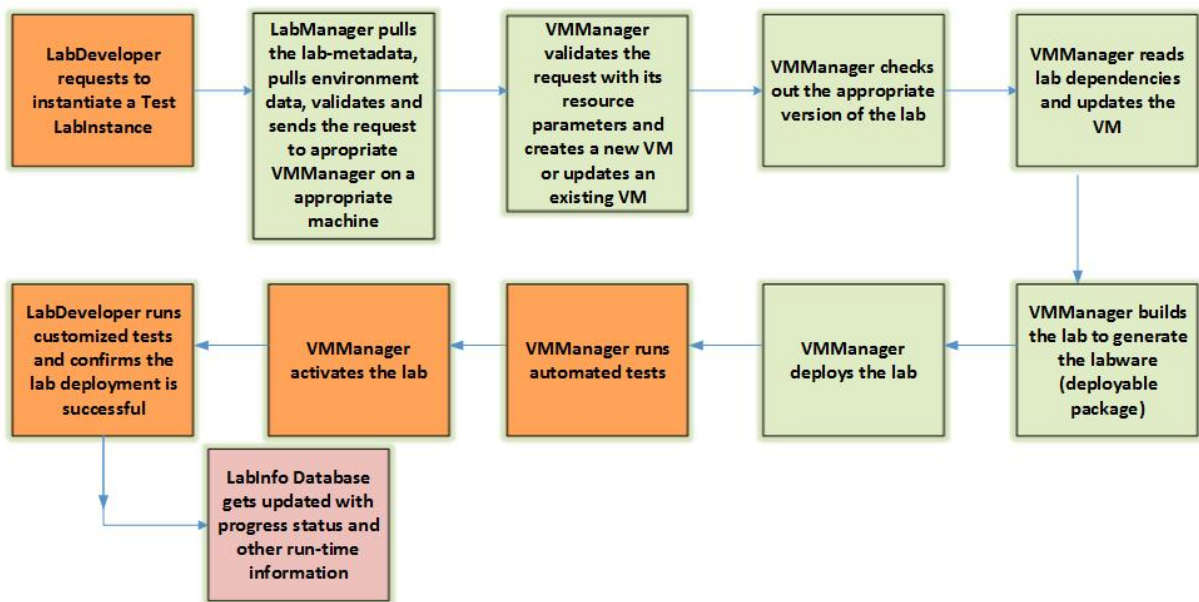 LabDeveloper
requests to
instantiate a Test
LabInstance
LabManager pulls
the lab-metadata,
pulls environment
data, validates and
sends the request
to apropriate
VMManager on a
appropriate
machine
VMManager
validates the
request with its
resource
parameters and
creates a new VM
or updates an
existing VM
VMManager checks
out the appropriate
version of the lab
VMManager reads
lab dependencies
and updates the
VM
VMManager builds
the lab to generate
the labware
(deployable
package)
VMManager
deploys the lab
VMManager runs
automated tests
VMManager
activates the lab
LabDeveloper runs
customized tests
and confirms the
lab deployment is
successful
LabInfo Database
gets updated with
progress status and
other run-time
information